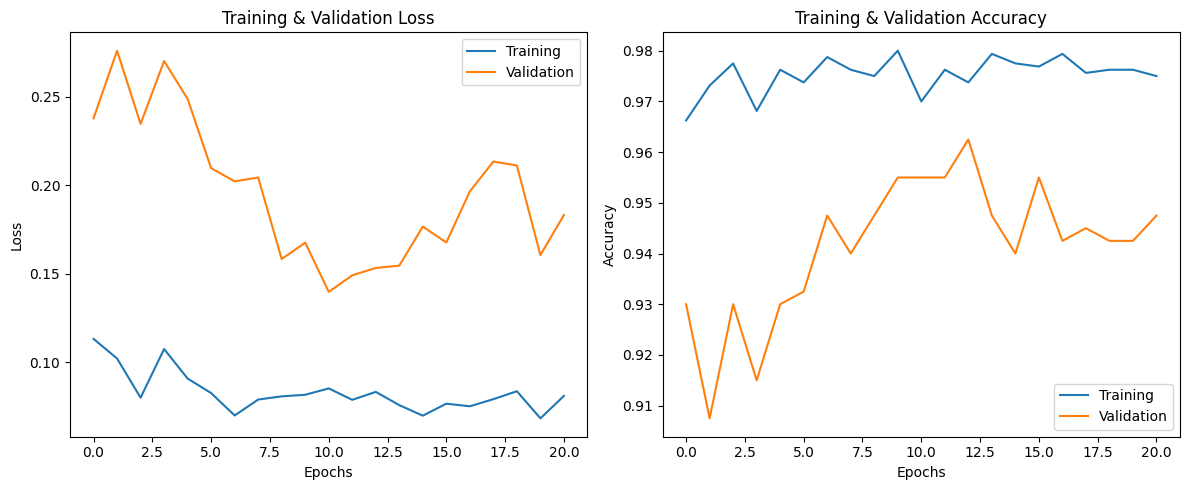 Training & Validation Loss
Training
Validation
0.25
0.20
0.15
0.10
Loss
0.0 2.5 5.0 7.5 10.0 12.5 15.0 17.5 20.0
Epochs
Training & Validation Accuracy
0.98
0.97
0.96
0.95
0.94
0.93
0.92
0.91
Accuracy
Training
Validation
0.0 2.5 5.0 7.5 10.0 12.5 15.0 17.5 20.0
Epochs